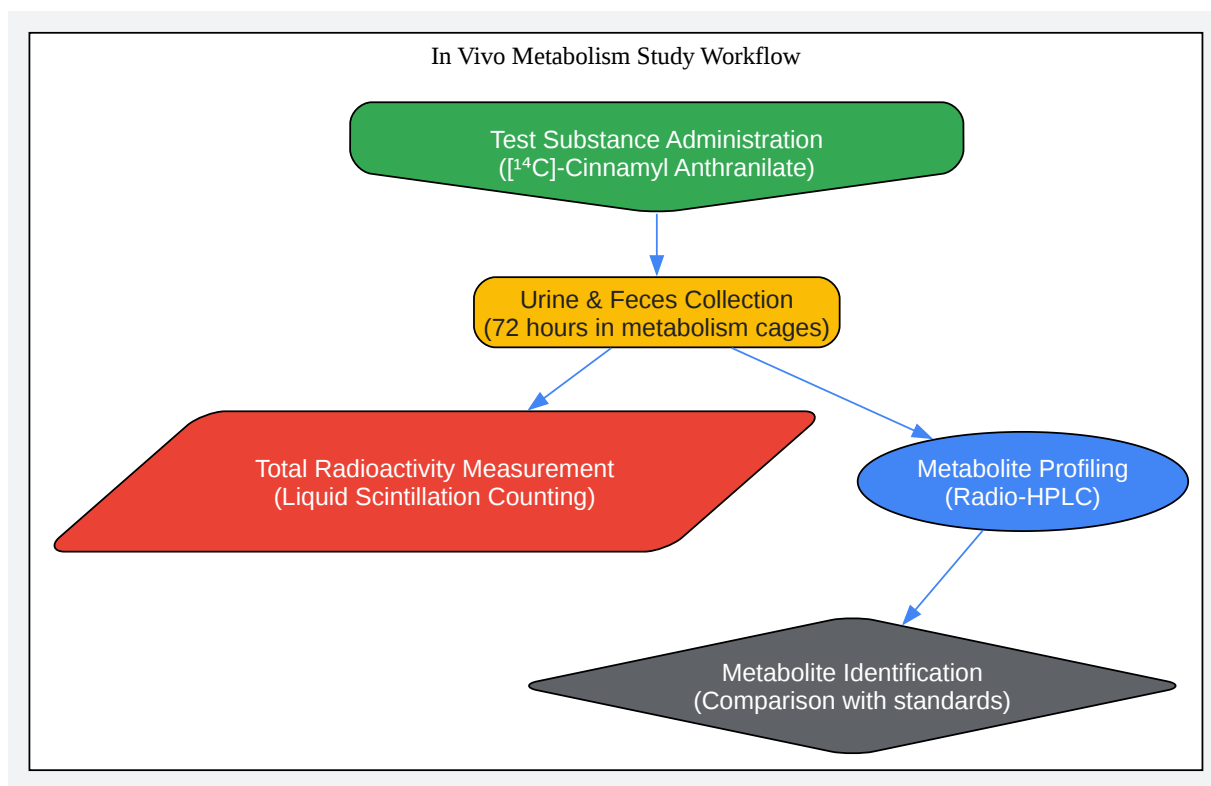 In Vivo Metabolism Study Workflow
Test Substance Administration
([¹⁴C]-Cinnamyl Anthranilate)
Urine & Feces Collection
(72 hours in metabolism cages)
Total Radioactivity Measurement
(Liquid Scintillation Counting)
Metabolite Profiling
(Radio-HPLC)
Metabolite Identification
(Comparison with standards)